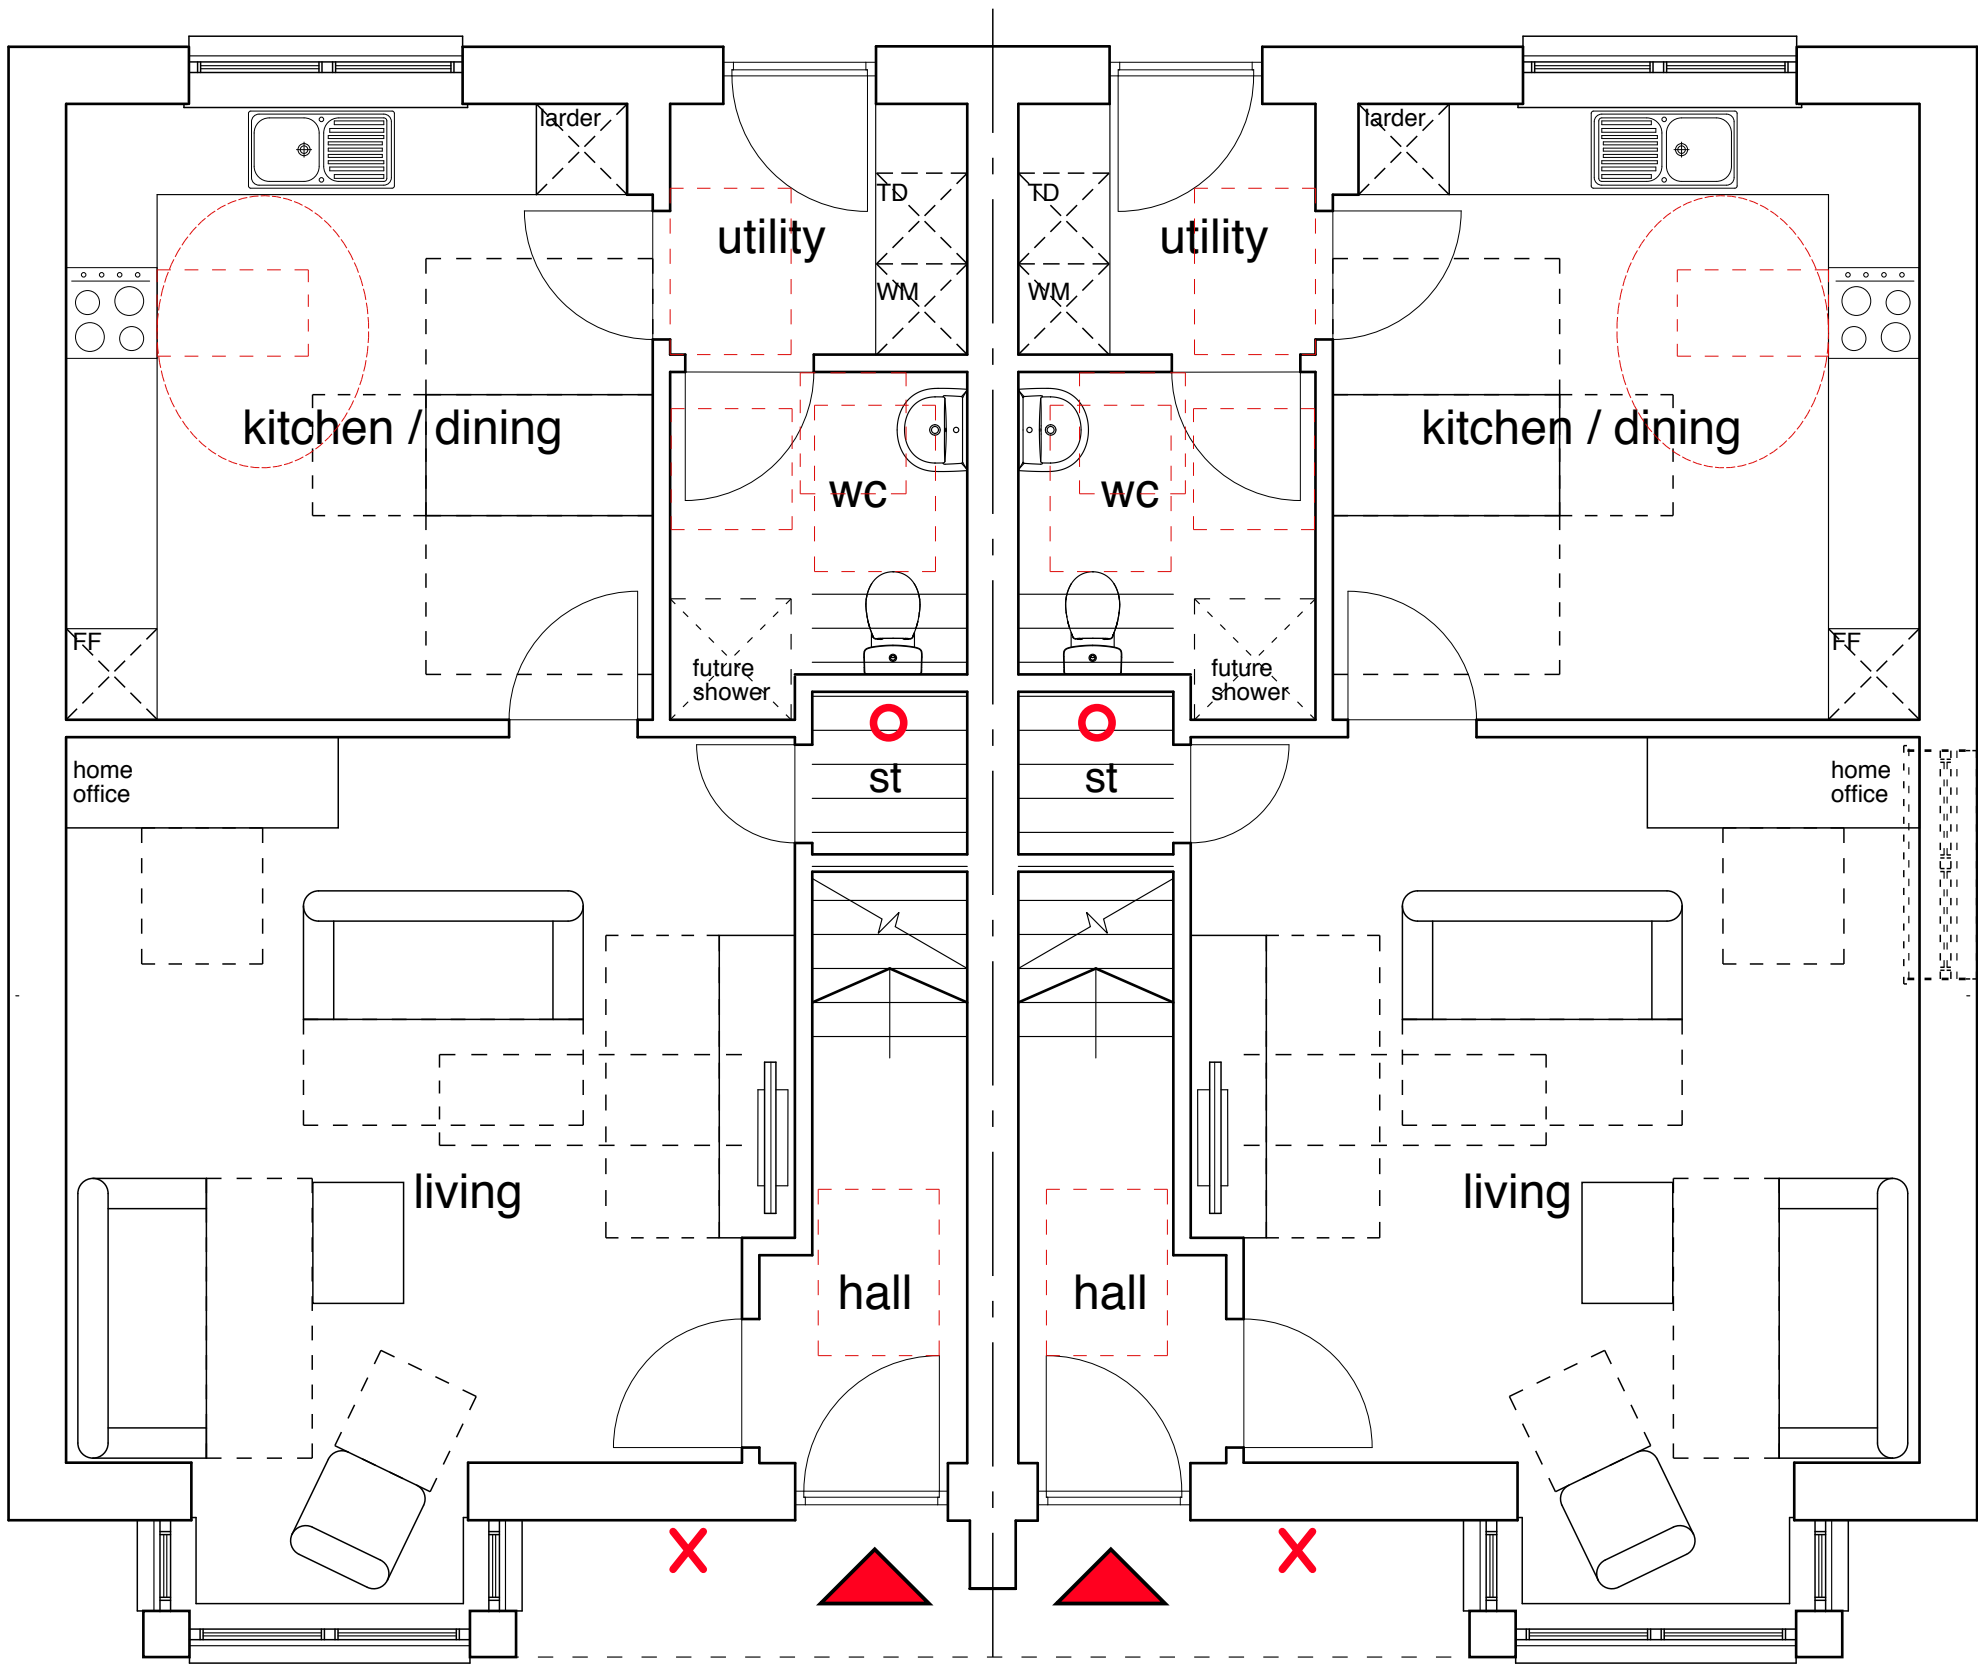 larder
larder
TD
TD
utility
utility
WM
WM
kitchen / dining
kitchen / dining
wc
wc
FF
FF
future
shower
future
shower
st
st
home
office
home
office
living
living
hall
hall
X
X